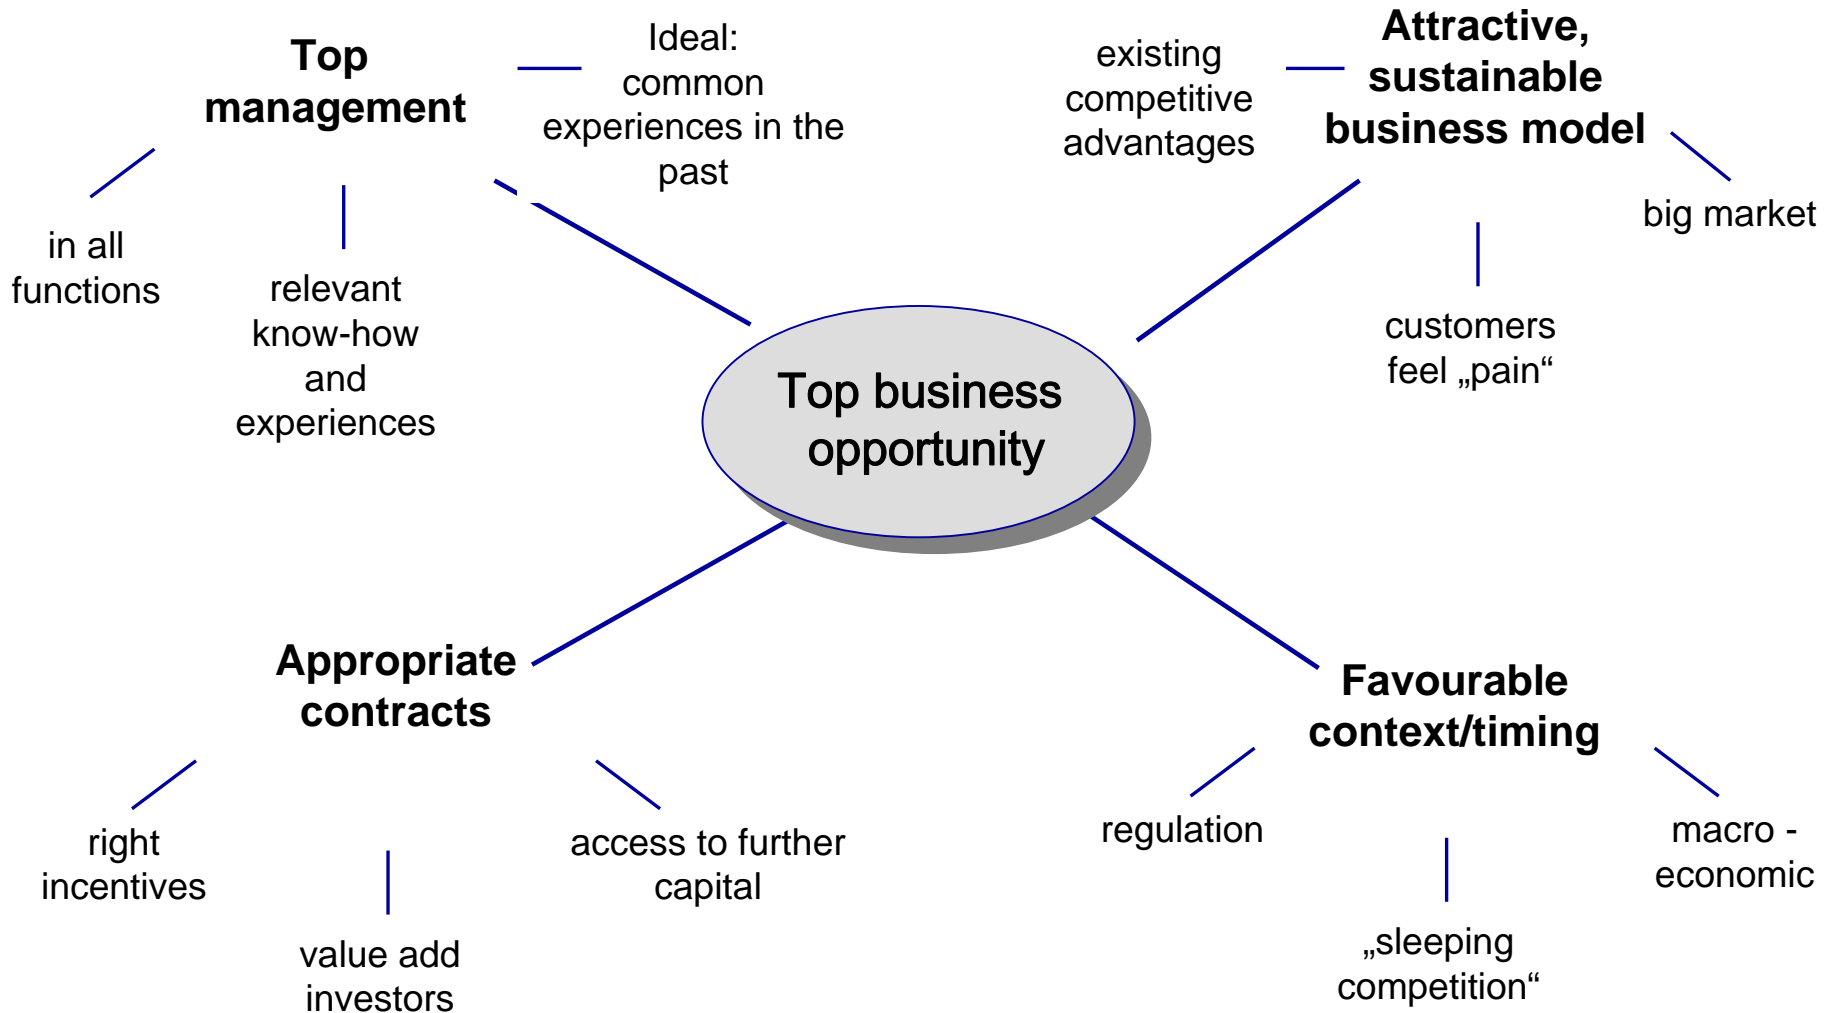 Top
management
Ideal:
common
experiences in the
past
in all
functions
relevant
know-how
and
experiences
existing
competitive
advantages
Attractive,
sustainable
business model
big market
customers
feel „pain“
Top business
opportunity
Appropriate
contracts
right
incentives
value add
investors
access to further
capital
Favourable
context/timing
regulation
„sleeping
competition“
macro -
economic